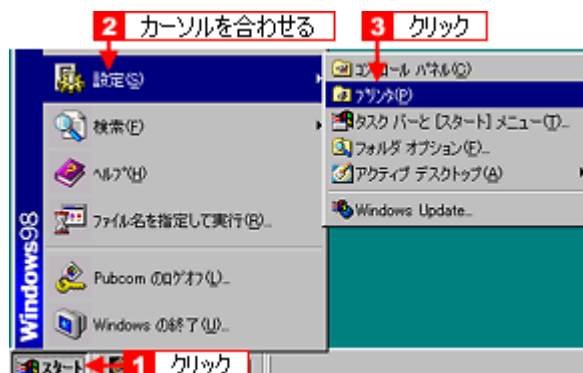 2 カーソルを合わせる
3 クリック
設定(S)
検索(F)
ヘルプ(H)
ファイル名を指定して実行(R)...
Pubcom のログオフ(L)...
Windows の終了(U)...
Windows98
コントロール パネル(C)
プリンタ(P)
タスク バーと [スタート] メニュー(T)...
フォルダ オプション(F)...
アクティブ デスクトップ(A)
Windows Update...
スタート
1 クリック